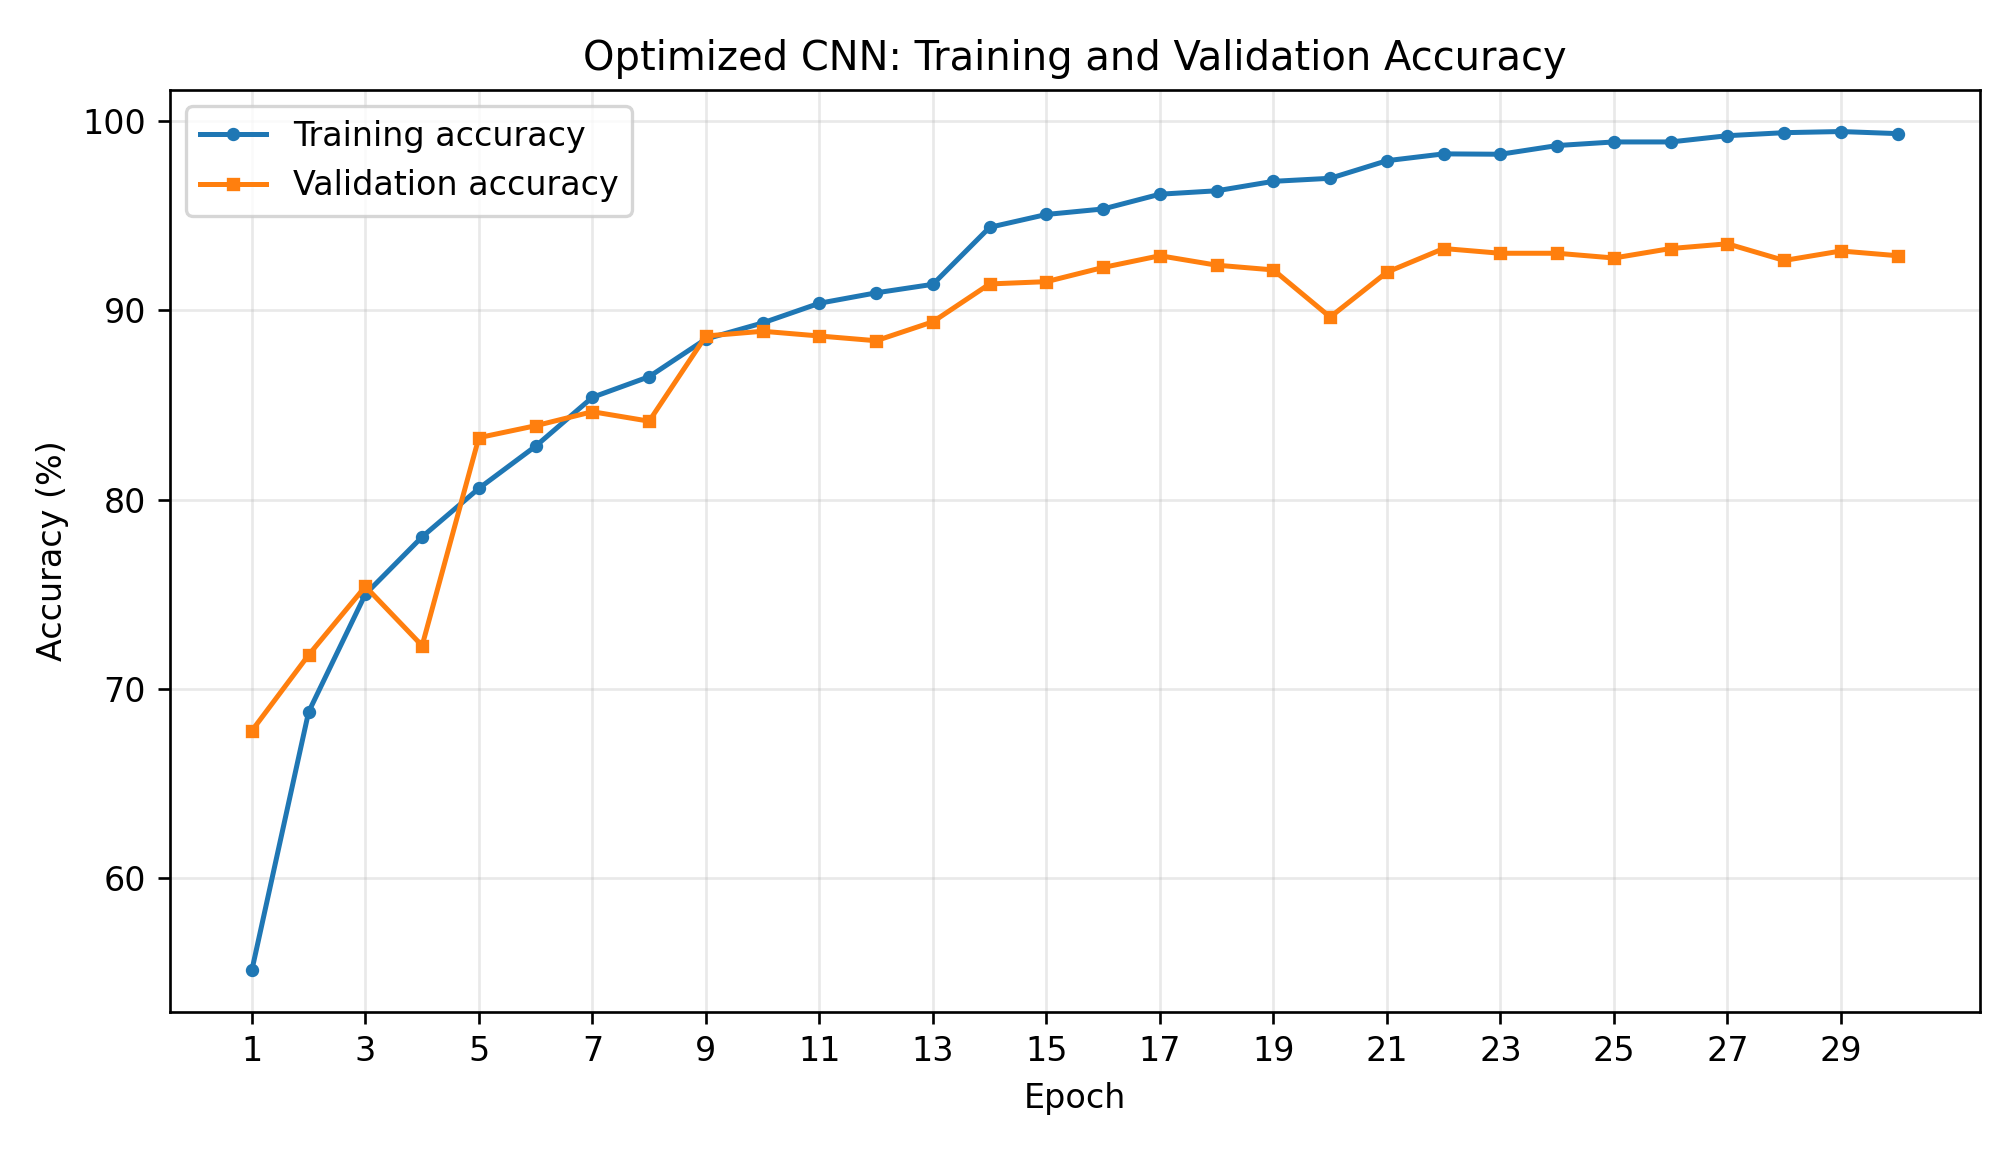 Optimized CNN: Training and Validation Accuracy
Training accuracy
Validation accuracy
Accuracy (%)
100
90
80
70
60
1 3 5 7 9 11 13 15 17 19 21 23 25 27 29
Epoch